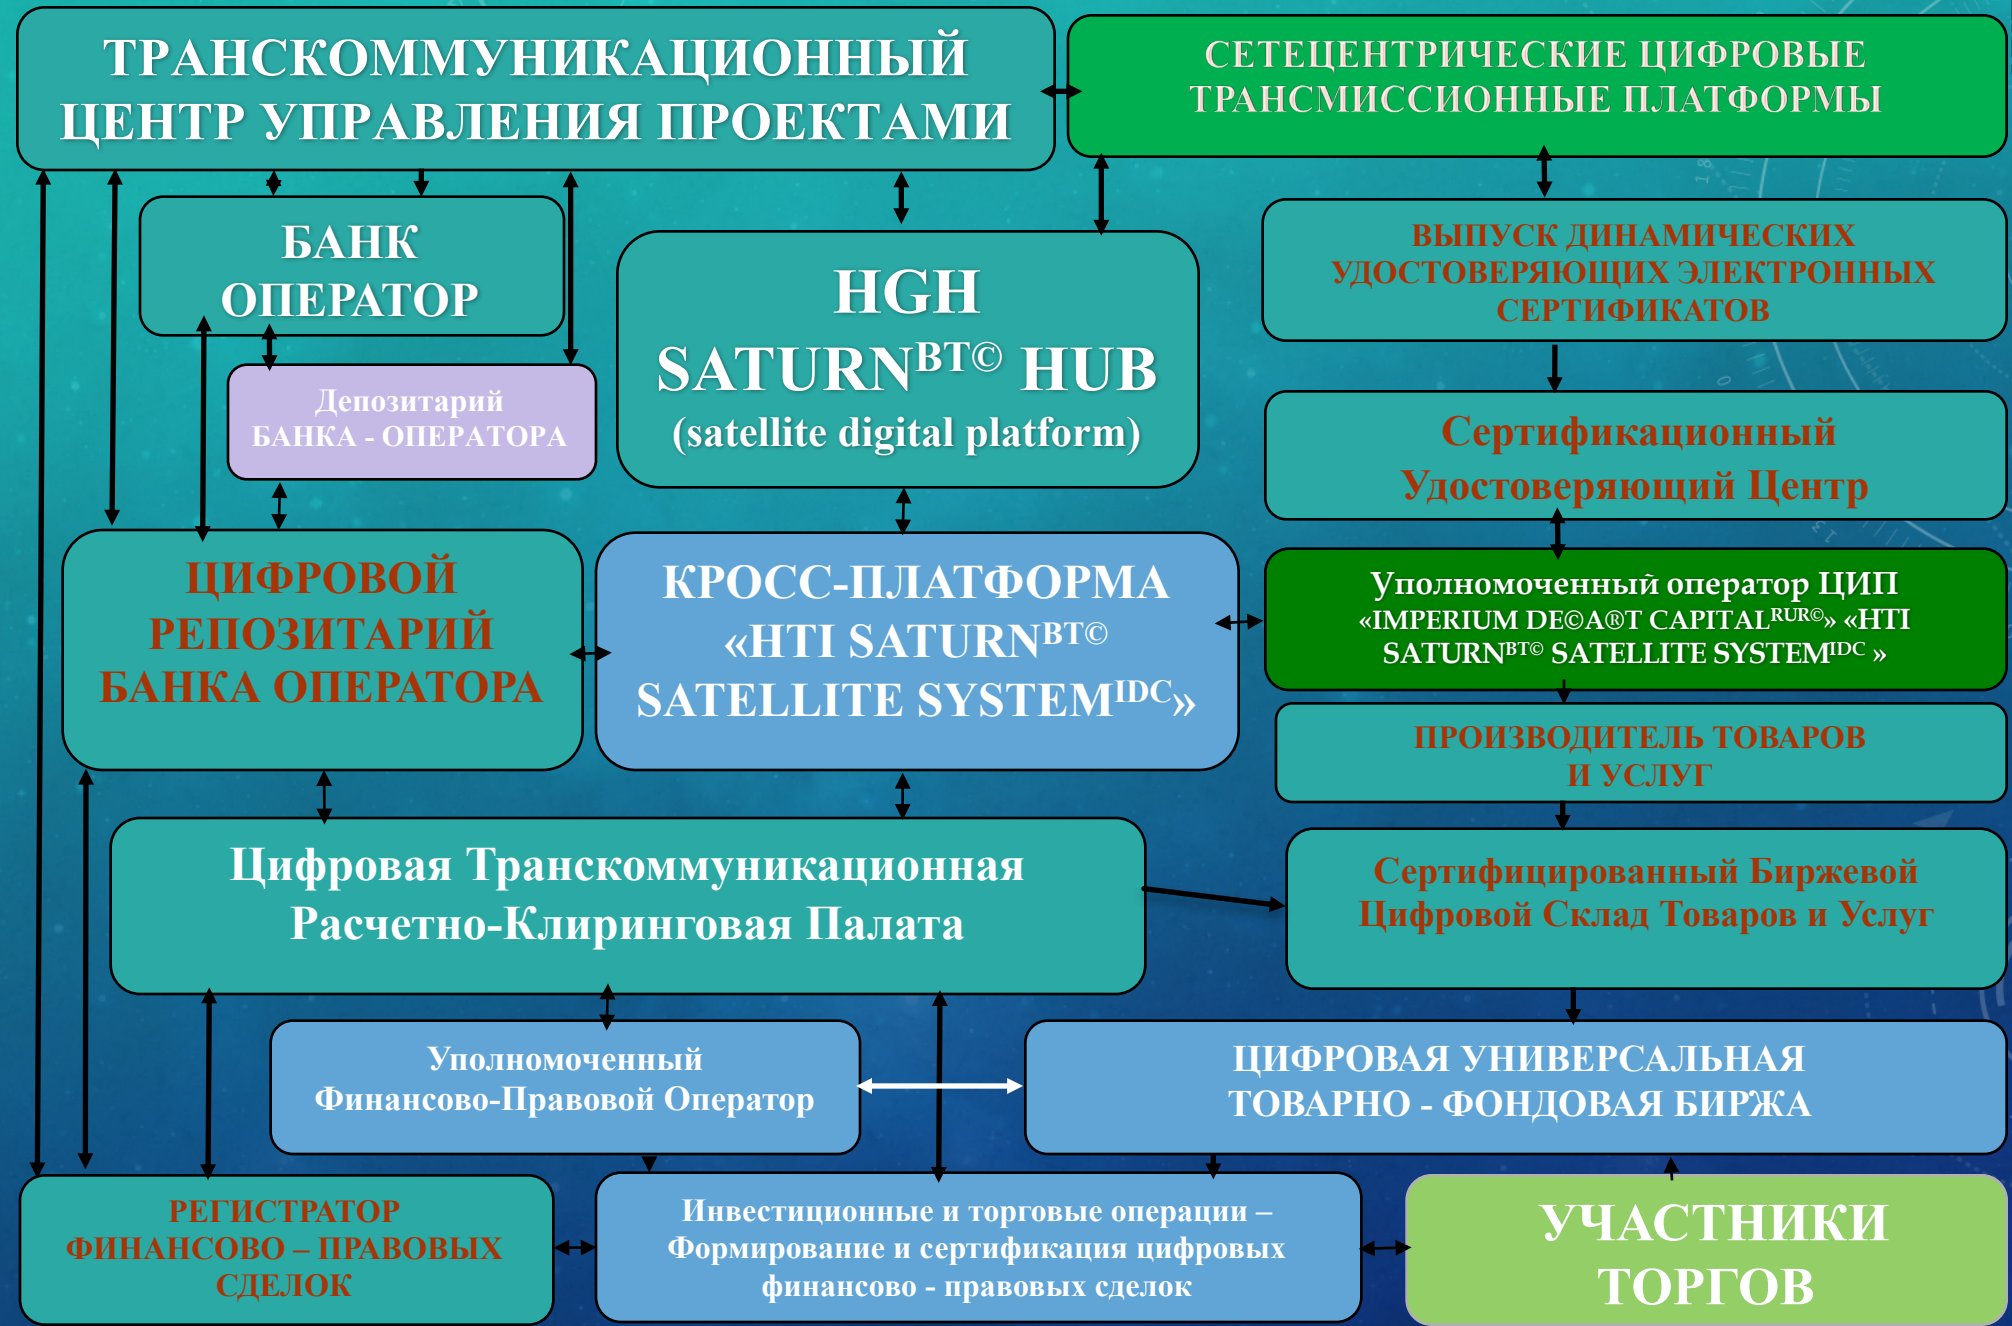 ТРАНСКОММУНИКАЦИОННЫЙ
ЦЕНТР УПРАВЛЕНИЯ ПРОЕКТАМИ
СЕТЕЦЕНТРИЧЕСКИЕ ЦИФРОВЫЕ
ТРАНСМИССИОННЫЕ ПЛАТФОРМЫ
БАНК
ОПЕРАТОР
HGH
SATURNᴮᵀ© HUB
(satellite digital platform)
ВЫПУСК ДИНАМИЧЕСКИХ
УДОСТОВЕРЯЮЩИХ ЭЛЕКТРОННЫХ
СЕРТИФИКАТОВ
Депозитарий
БАНКА - ОПЕРАТОРА
Сертификационный
Удостоверяющий Центр
ЦИФРОВОЙ
РЕПОЗИТАРИЙ
БАНКА ОПЕРАТОРА
КРОСС-ПЛАТФОРМА
«HTI SATURNᴮᵀ©
SATELLITE SYSTEMᴵᴰC»
Уполномоченный оператор ЦИП
«IMPERIUM DE©A®T CAPITALᴿᵁᴿ©» «HTI
SATURNᴮᵀ© SATELLITE SYSTEMᴵᴰC »
ПРОИЗВОДИТЕЛЬ ТОВАРОВ
И УСЛУГ
Цифровая Транскоммуникационная
Расчетно-Клиринговая Палата
Сертифицированный Биржевой
Цифровой Склад Товаров и Услуг
Уполномоченный
Финансово-Правовой Оператор
ЦИФРОВАЯ УНИВЕРСАЛЬНАЯ
ТОВАРНО - ФОНДОВАЯ БИРЖА
РЕГИСТРАТОР
ФИНАНСОВО – ПРАВОВЫХ
СДЕЛОК
Инвестиционные и торговые операции –
Формирование и сертификация цифровых
финансово - правовых сделок
УЧАСТНИКИ
ТОРГОВ